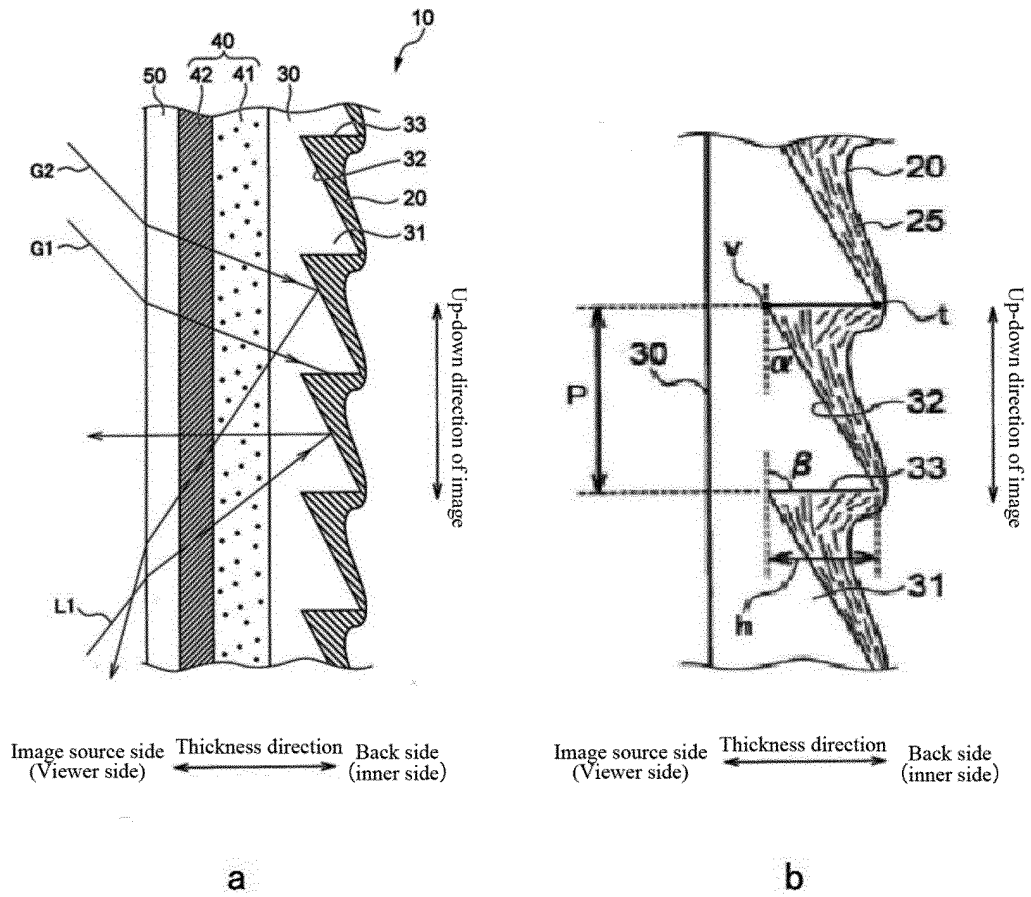 10
40
50
42
41
30
33
32
20
31
G2
G1
L1
Up-down direction
of image
Image source side
(Viewer side)
Thickness direction
Back side
(inner side)
a
20
25
V
t
α
30
P
32
33
β
31
h
Up-down direction
of image
Image source side
(Viewer side)
Thickness direction
Back side
(inner side)
b